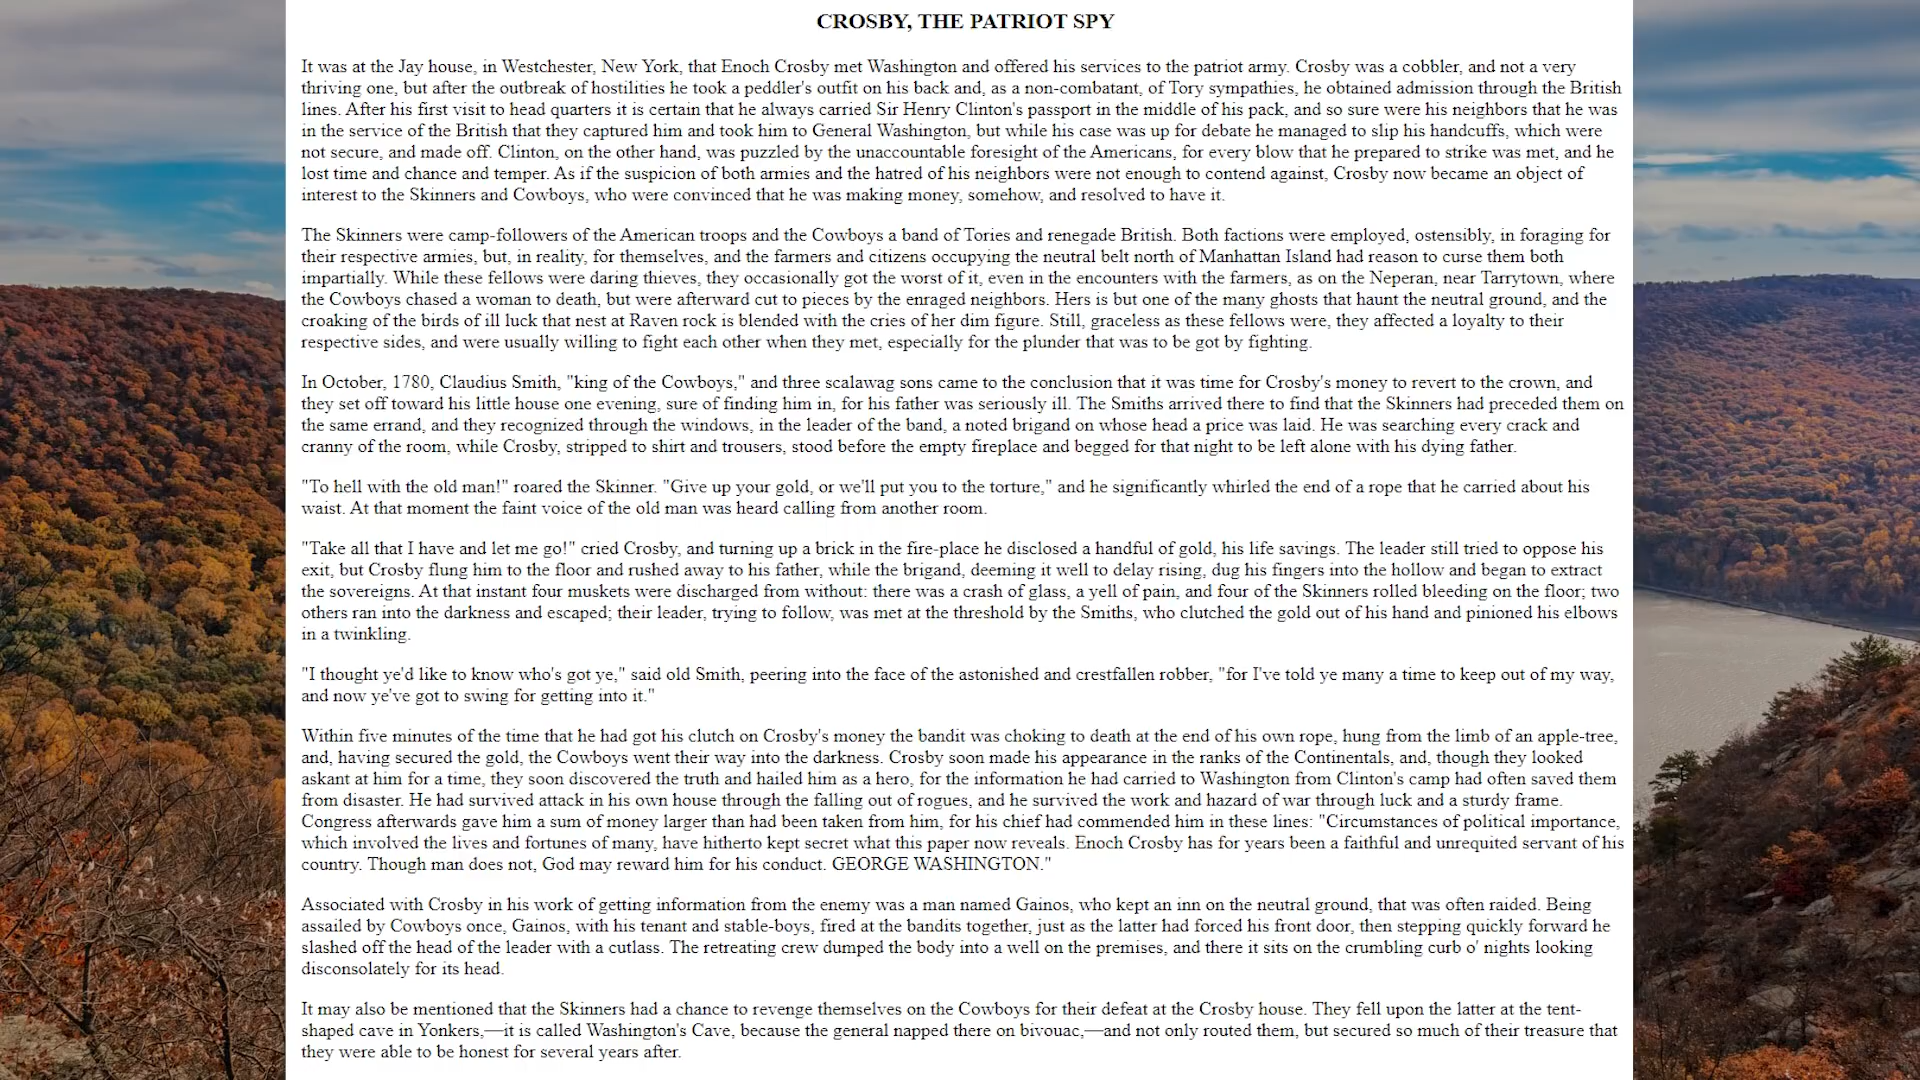 CROSBY, THE PATRIOT SPY
It was at the Jay house, in Westchester, New York, that Enoch Crosby met Washington and offered his services to the patriot army. Crosby was a cobbler, and not a very
thriving one, but after the outbreak of hostilities he took a peddler's outfit on his back and, as a non-combatant, of Tory sympathies, he obtained admission through the British
lines. After his first visit to head quarters it is certain that he always carried Sir Henry Clinton's passport in the middle of his pack, and so sure were his neighbors that he was
in the service of the British that they captured him and took him to General Washington, but while his case was up for debate he managed to slip his handcuffs, which were
not secure, and made off. Clinton, on the other hand, was puzzled by the unaccountable foresight of the Americans, for every blow that he prepared to strike was met, and he
lost time and chance and temper. As if the suspicion of both armies and the hatred of his neighbors were not enough to contend against, Crosby now became an object of
interest to the Skinners and Cowboys, who were convinced that he was making money, somehow, and resolved to have it.
The Skinners were camp-followers of the American troops and the Cowboys a band of Tories and renegade British. Both factions were employed, ostensibly, in foraging for
their respective armies, but, in reality, for themselves, and the farmers and citizens occupying the neutral belt north of Manhattan Island had reason to curse them both
impartially. While these fellows were daring thieves, they occasionally got the worst of it, even in the encounters with the farmers, as on the Neperan, near Tarrytown, where
the Cowboys chased a woman to death, but were afterward cut to pieces by the enraged neighbors. Hers is but one of the many ghosts that haunt the neutral ground, and the
croaking of the birds of ill luck that nest at Raven rock is blended with the cries of her dim figure. Still, graceless as these fellows were, they affected a loyalty to their
respective sides, and were usually willing to fight each other when they met, especially for the plunder that was to be got by fighting.
In October, 1780, Claudius Smith, "king of the Cowboys," and three scalawag sons came to the conclusion that it was time for Crosby's money to revert to the crown, and
they set off toward his little house one evening, sure of finding him in, for his father was seriously ill. The Smiths arrived there to find that the Skinners had preceded them on
the same errand, and they recognized through the windows, in the leader of the band, a noted brigand on whose head a price was laid. He was searching every crack and
cranny of the room, while Crosby, stripped to shirt and trousers, stood before the empty fireplace and begged for that night to be left alone with his dying father.
"To hell with the old man!" roared the Skinner. "Give up your gold, or we'll put you to the torture," and he significantly whirled the end of a rope that he carried about his
waist. At that moment the faint voice of the old man was heard calling from another room.
"Take all that I have and let me go!" cried Crosby, and turning up a brick in the fire-place he disclosed a handful of gold, his life savings. The leader still tried to oppose his
exit, but Crosby flung him to the floor and rushed away to his father, while the brigand, deeming it well to delay rising, dug his fingers into the hollow and began to extract
the sovereigns. At that instant four muskets were discharged from without: there was a crash of glass, a yell of pain, and four of the Skinners rolled bleeding on the floor; two
others ran into the darkness and escaped; their leader, trying to follow, was met at the threshold by the Smiths, who clutched the gold out of his hand and pinioned his elbows
in a twinkling.
"I thought ye'd like to know who's got ye," said old Smith, peering into the face of the astonished and crestfallen robber, "for I've told ye many a time to keep out of my way,
and now ye've got to swing for getting into it."
Within five minutes of the time that he had got his clutch on Crosby's money the bandit was choking to death at the end of his own rope, hung from the limb of an apple-tree,
and, having secured the gold, the Cowboys went their way into the darkness. Crosby soon made his appearance in the ranks of the Continentals, and, though they looked
askant at him for a time, they soon discovered the truth and hailed him as a hero, for the information he had carried to Washington from Clinton's camp had often saved them
from disaster. He had survived attack in his own house through the falling out of rogues, and he survived the work and hazard of war through luck and a sturdy frame.
Congress afterwards gave him a sum of money larger than had been taken from him, for his chief had commended him in these lines: "Circumstances of political importance,
which involved the lives and fortunes of many, have hitherto kept secret what this paper now reveals. Enoch Crosby has for years been a faithful and unrequited servant of his
country. Though man does not, God may reward him for his conduct. GEORGE WASHINGTON."
Associated with Crosby in his work of getting information from the enemy was a man named Gainos, who kept an inn on the neutral ground, that was often raided. Being
assailed by Cowboys once, Gainos, with his tenant and stable-boys, fired at the bandits together, just as the latter had forced his front door, then stepping quickly forward he
slashed off the head of the leader with a cutlass. The retreating crew dumped the body into a well on the premises, and there it sits on the crumbling curb o' nights looking
disconsolately for its head.
It may also be mentioned that the Skinners had a chance to revenge themselves on the Cowboys for their defeat at the Crosby house. They fell upon the latter at the tent-
shaped cave in Yonkers,—it is called Washington's Cave, because the general napped there on bivouac,—and not only routed them, but secured so much of their treasure that
they were able to be honest for several years after.